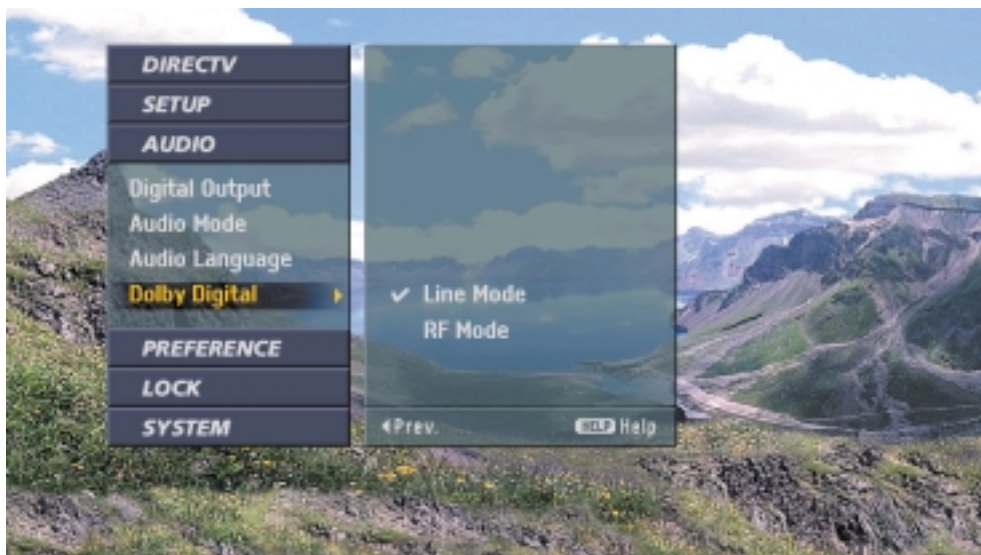 DIRECTV
SETUP
AUDIO
Digital Output
Audio Mode
Audio Language
Dolby Digital
✓ Line Mode
RF Mode
PREFERENCE
LOCK
SYSTEM
◀Prev.
HELP Help